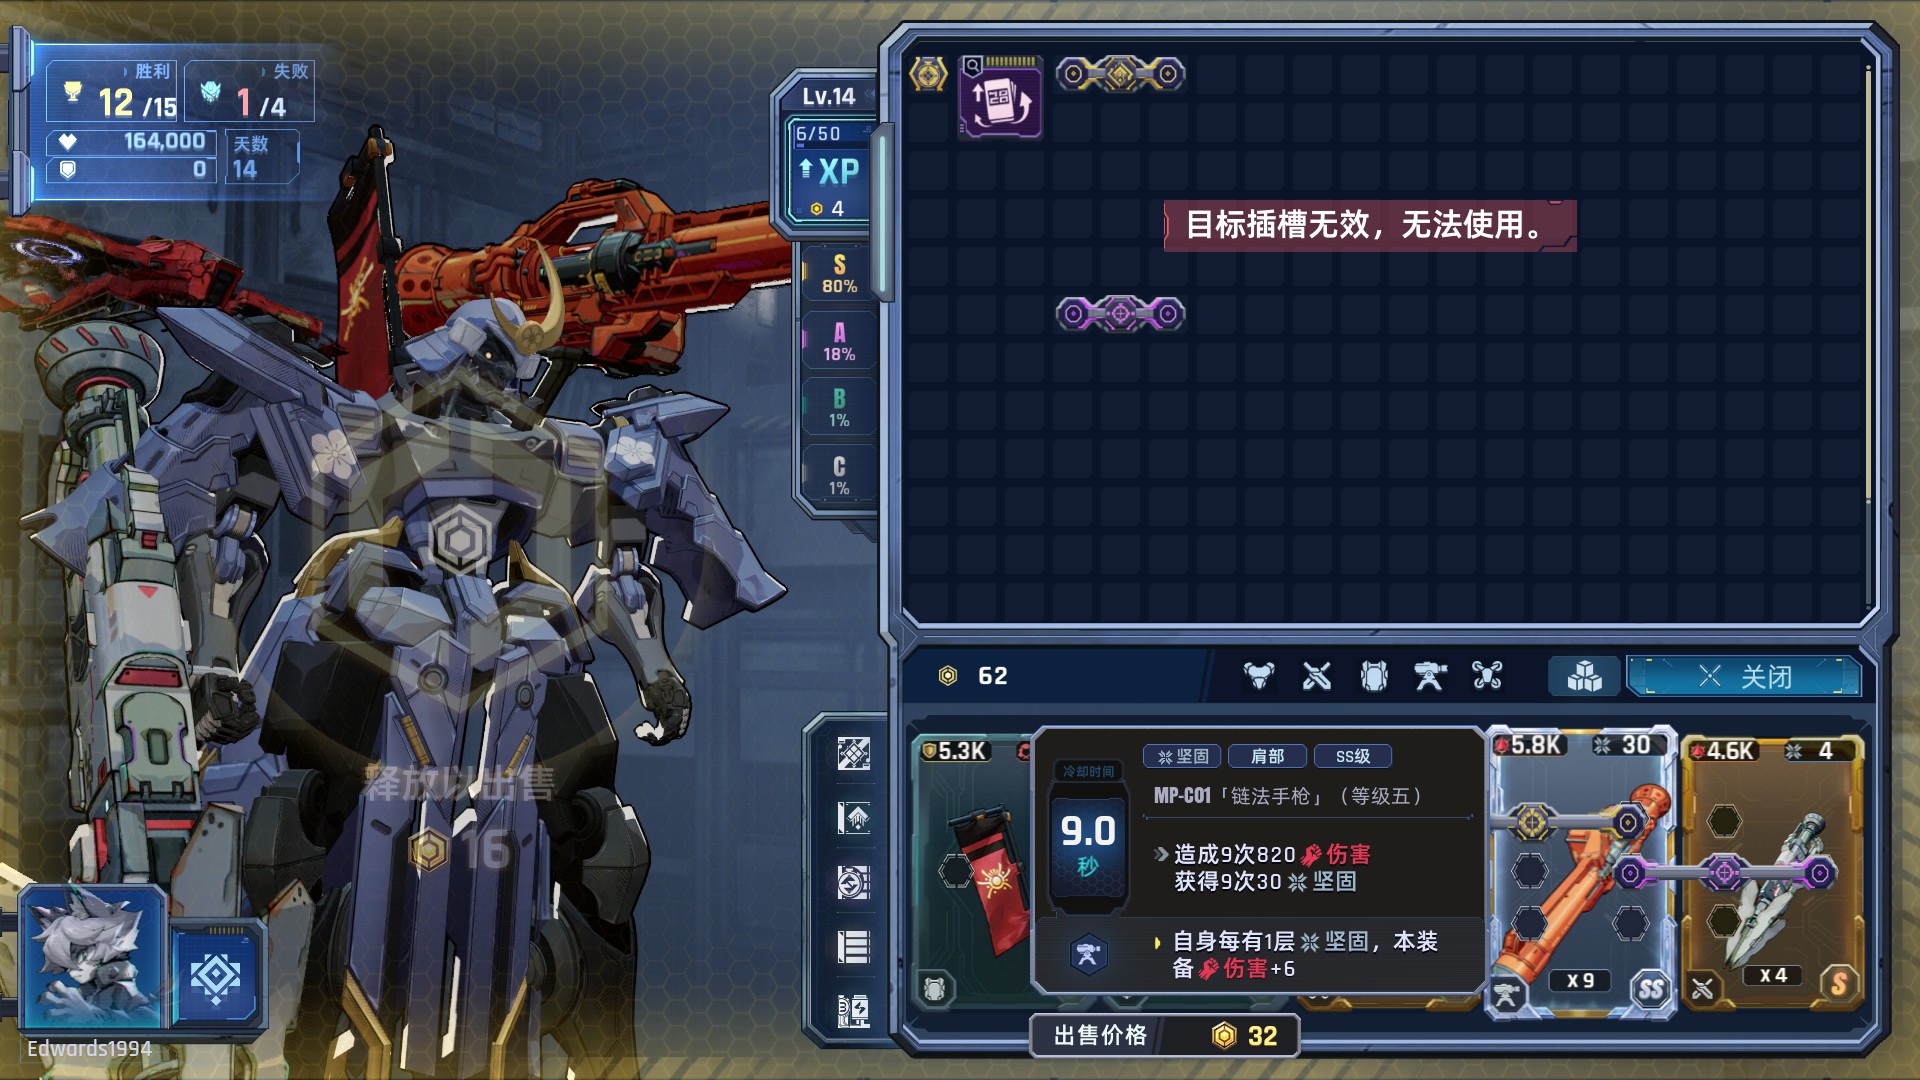 胜利
12 /15
失败
1 /4
164,000
0
天数
14
Lv.14
6/50
XP
4
S
80%
A
18%
B
1%
C
1%
目标插槽无效，无法使用。
释放以出售
16
62
关闭
5.3K
冷却时间
9.0
秒
坚固
肩部
SS级
MP-C01「链法手枪」（等级五）
造成9次820伤害
获得9次30坚固
自身每有1层坚固，本装
备伤害+6
5.8K
30
x9
SS
4.6K
4
x4
S
出售价格
32
Edwards1994